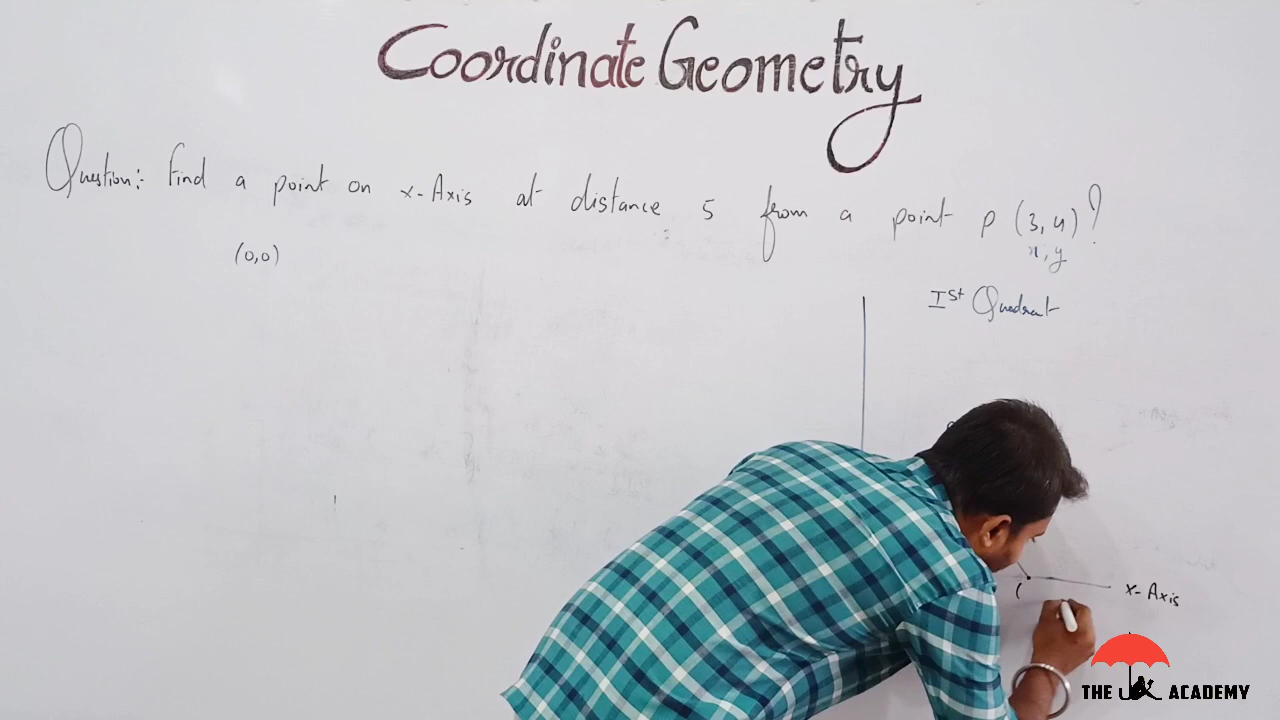 Coordinate Geometry
Question:- Find a point on x-Axis at distance 5 from a point P (3,4)?
(0,0)
x, y
Ist Quadrant
(
x-Axis
THE JK ACADEMY